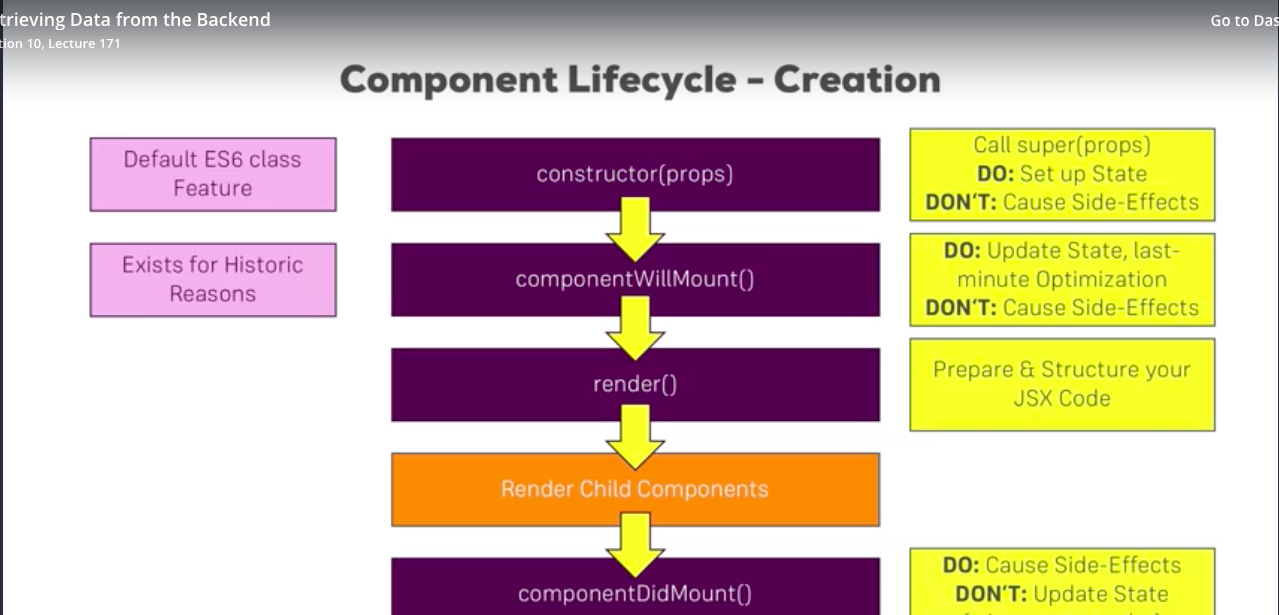 trieving Data from the Backend
Go to Das
tion 10, Lecture 171
Component Lifecycle – Creation
Default ES6 class
Feature
constructor(props)
Call super(props)
DO: Set up State
DON'T: Cause Side-Effects
Exists for Historic
Reasons
componentWillMount()
DO: Update State, last-
minute Optimization
DON'T: Cause Side-Effects
render()
Prepare & Structure your
JSX Code
Render Child Components
componentDidMount()
DO: Cause Side-Effects
DON'T: Update State